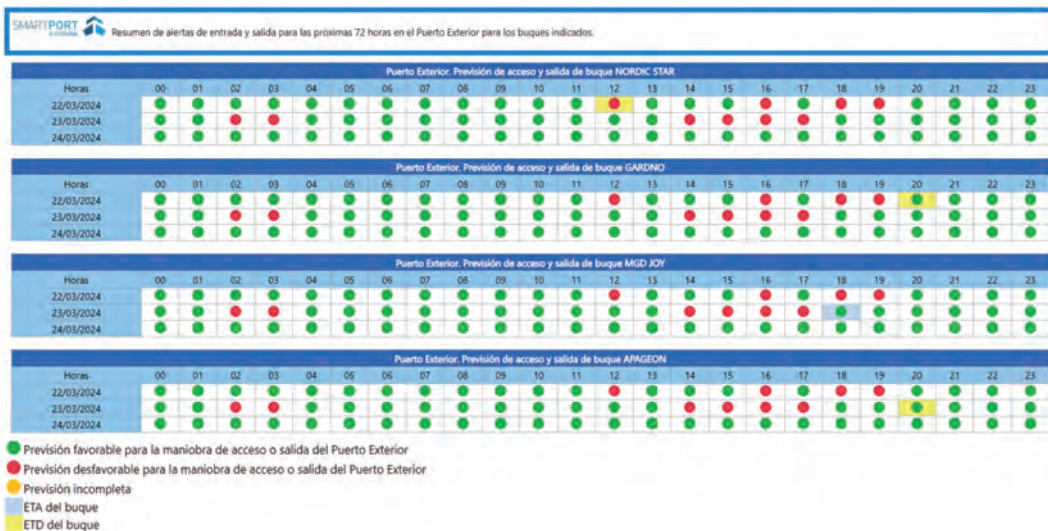 SMARTPORT
Resumen de alertas de entrada y salida para las próximas 72 horas en el Puerto Exterior para los buques indicados.
Puerto Exterior. Previsión de acceso y salida de buque NORDIC STAR
Horas 00 01 02 03 04 05 06 07 08 09 10 11 12 13 14 15 16 17 18 19 20 21 22 23
22/03/2024
23/03/2024
24/03/2024
Puerto Exterior. Previsión de acceso y salida de buque GARDNO
Horas 00 01 02 03 04 05 06 07 08 09 10 11 12 13 14 15 16 17 18 19 20 21 22 23
22/03/2024
23/03/2024
24/03/2024
Puerto Exterior. Previsión de acceso y salida de buque MGD JOY
Horas 00 01 02 03 04 05 06 07 08 09 10 11 12 13 14 15 16 17 18 19 20 21 22 23
22/03/2024
23/03/2024
24/03/2024
Puerto Exterior. Previsión de acceso y salida de buque APAGEON
Horas 00 01 02 03 04 05 06 07 08 09 10 11 12 13 14 15 16 17 18 19 20 21 22 23
22/03/2024
23/03/2024
24/03/2024
Previsión favorable para la maniobra de acceso o salida del Puerto Exterior
Previsión desfavorable para la maniobra de acceso o salida del Puerto Exterior
Previsión incompleta
ETA del buque
ETD del buque